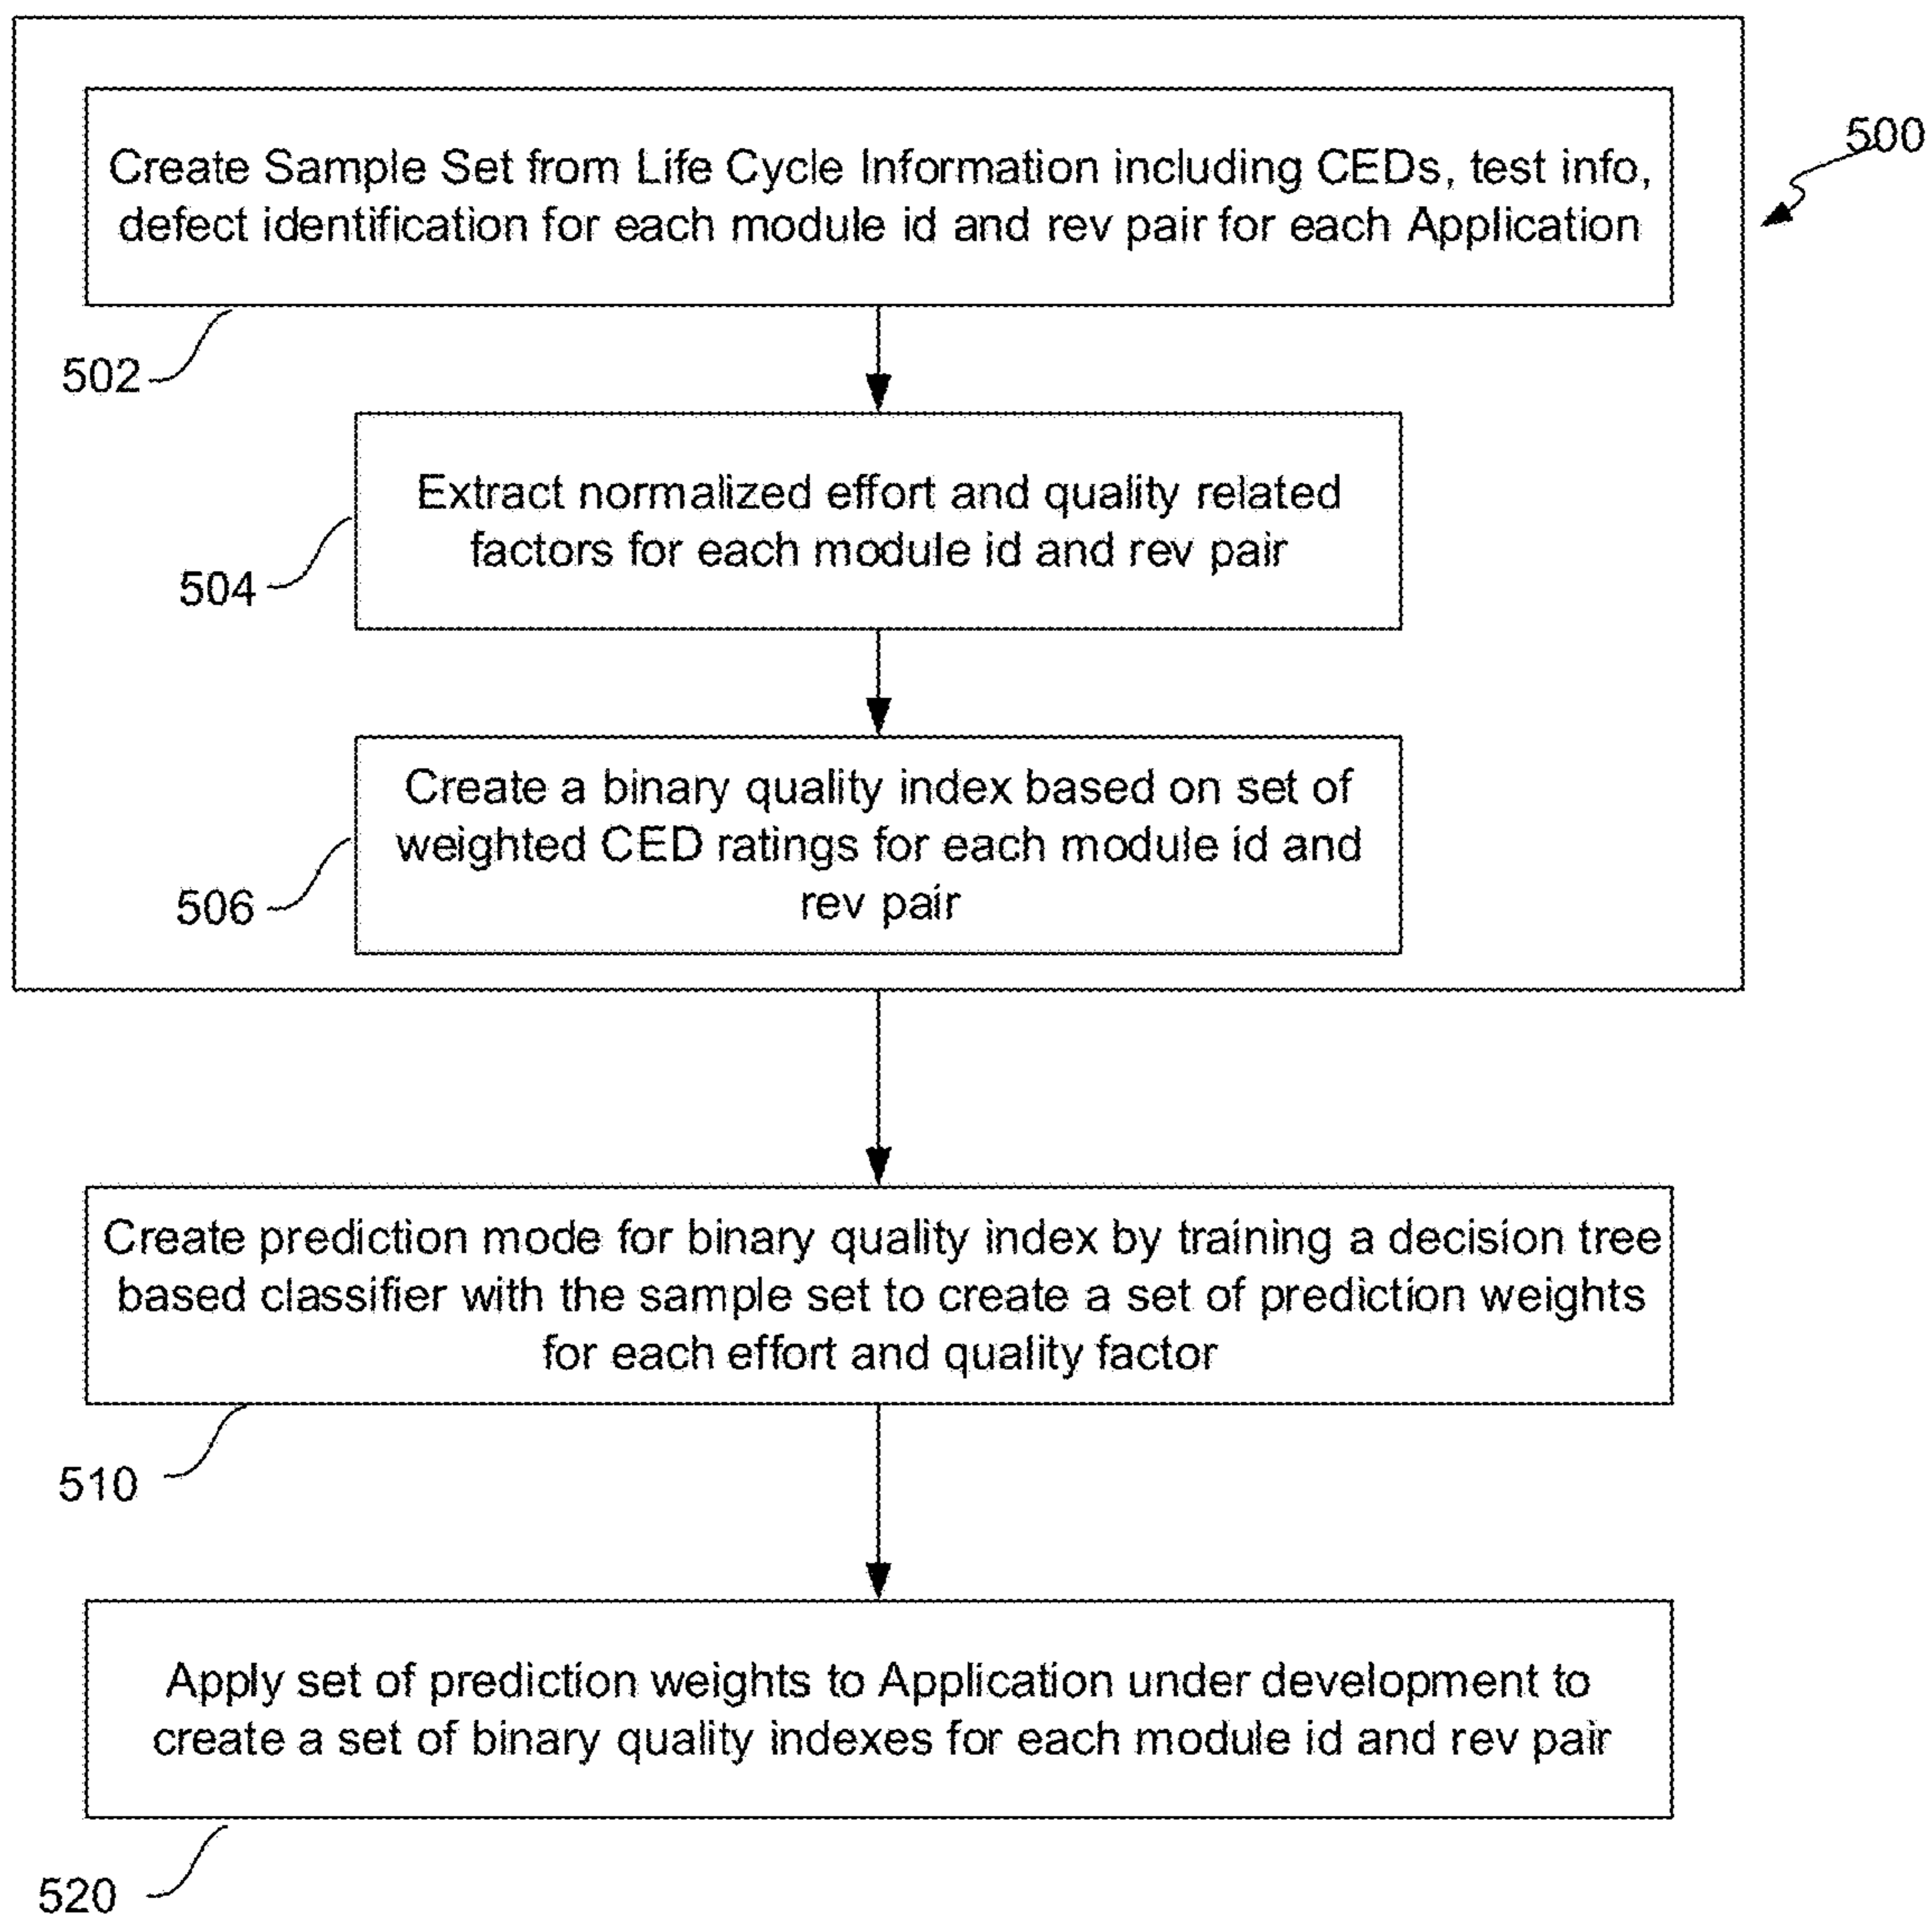 500
Create Sample Set from Life Cycle Information including CEDs, test info,
defect identification for each module id and rev pair for each Application
502
Extract normalized effort and quality related
factors for each module id and rev pair
504
Create a binary quality index based on set of
weighted CED ratings for each module id and
rev pair
506
Create prediction mode for binary quality index by training a decision tree
based classifier with the sample set to create a set of prediction weights
for each effort and quality factor
510
Apply set of prediction weights to Application under development to
create a set of binary quality indexes for each module id and rev pair
520